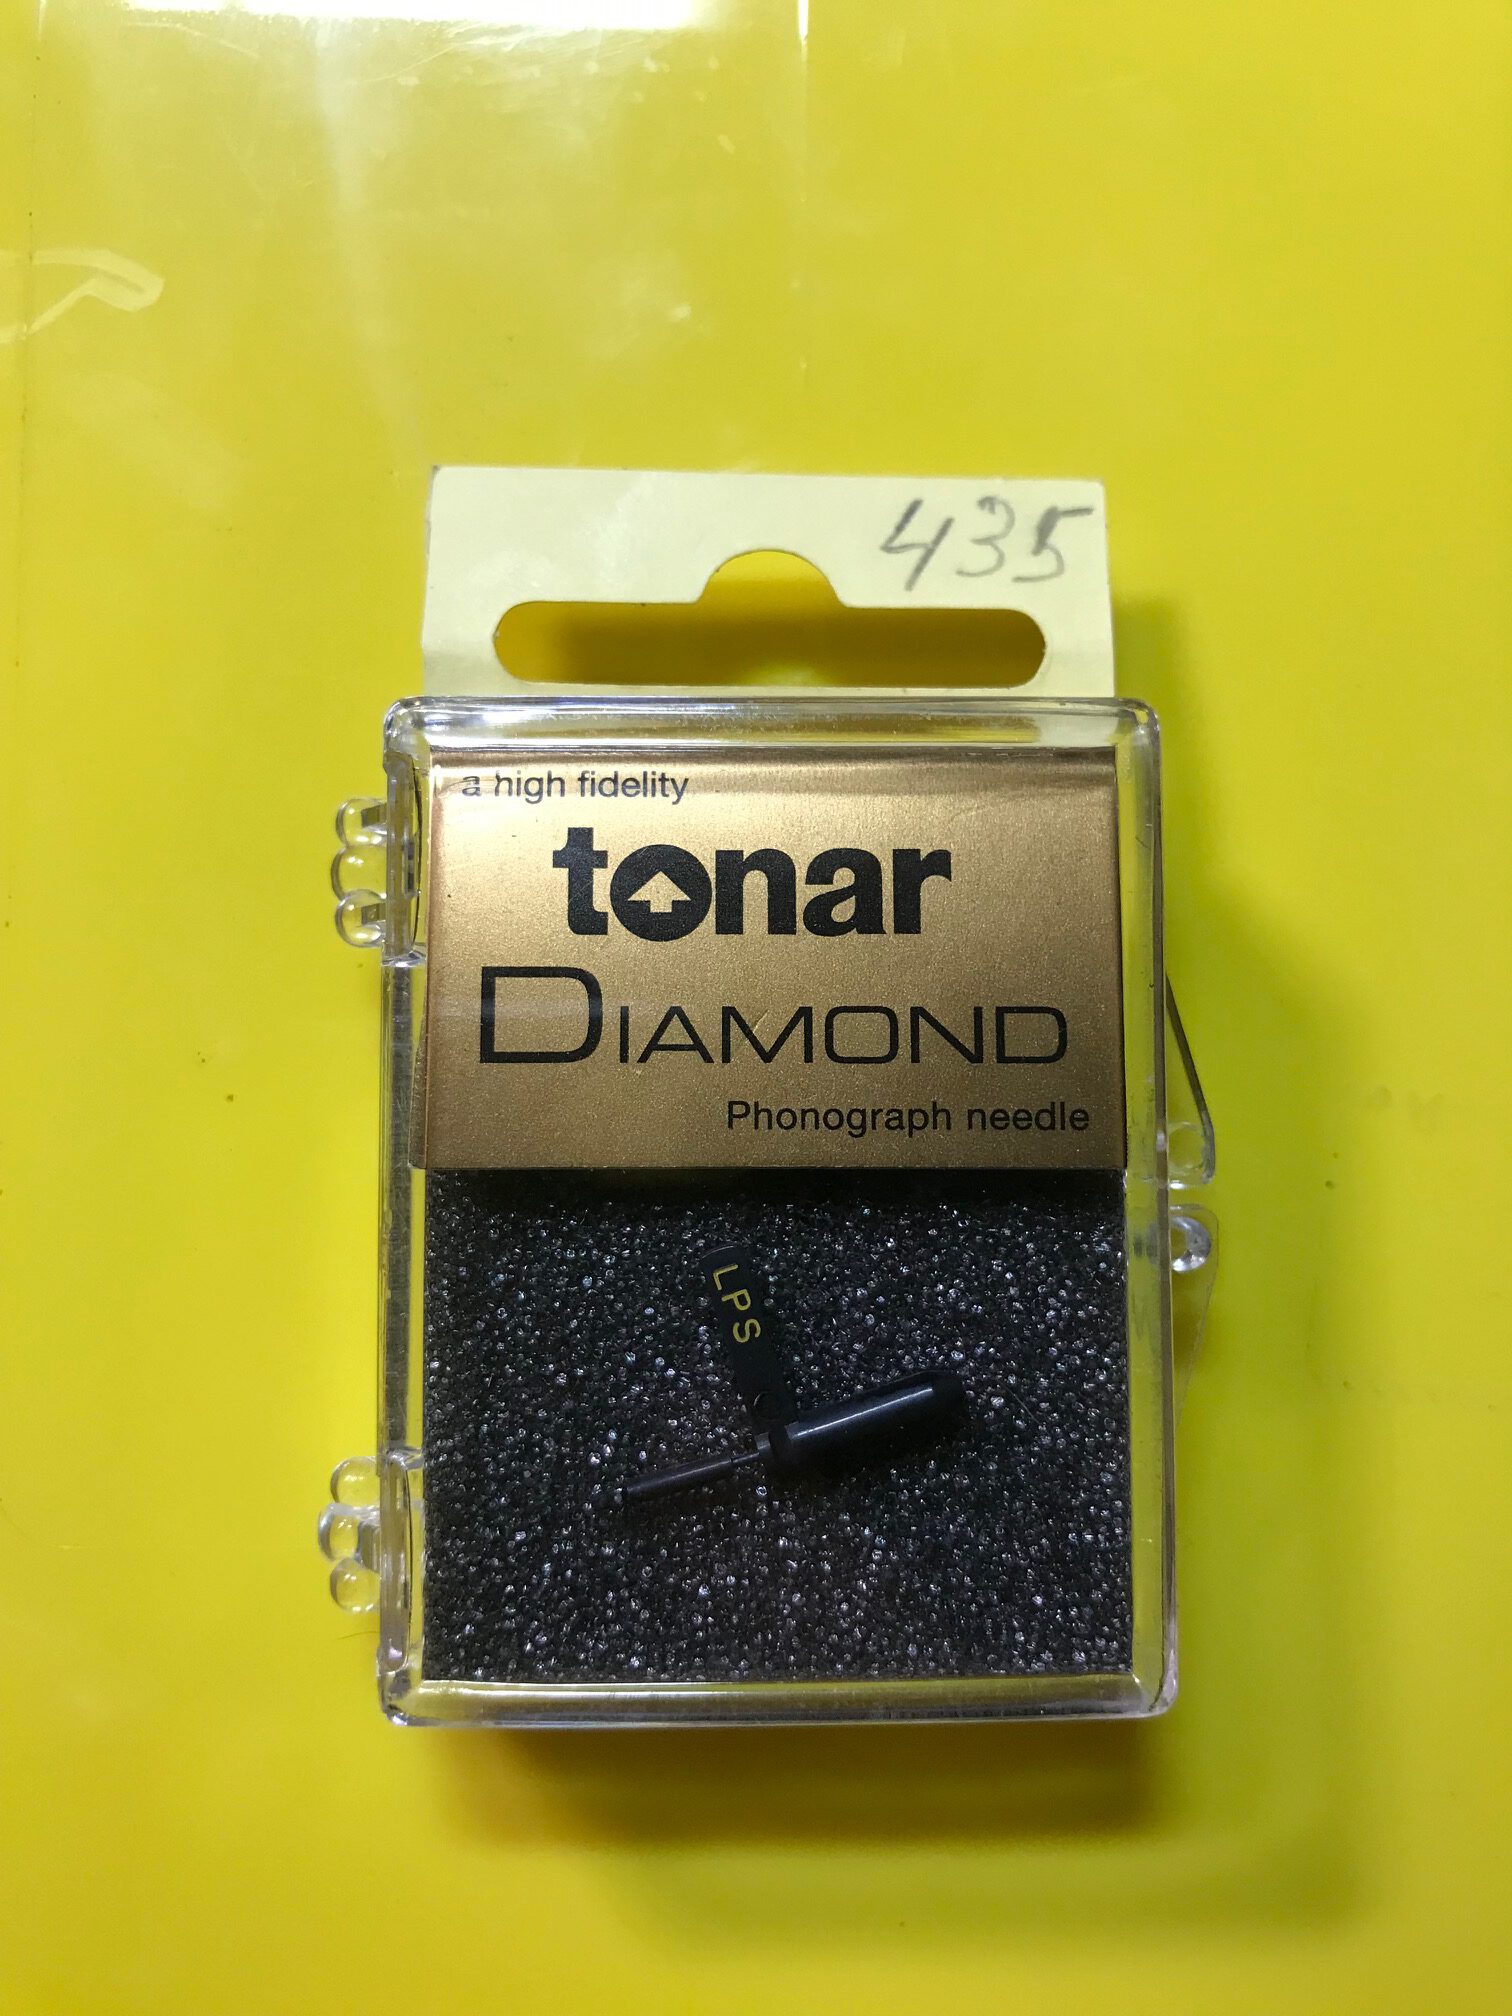 435
a high fidelity
tonar
DIAMOND
Phonograph needle
LPS